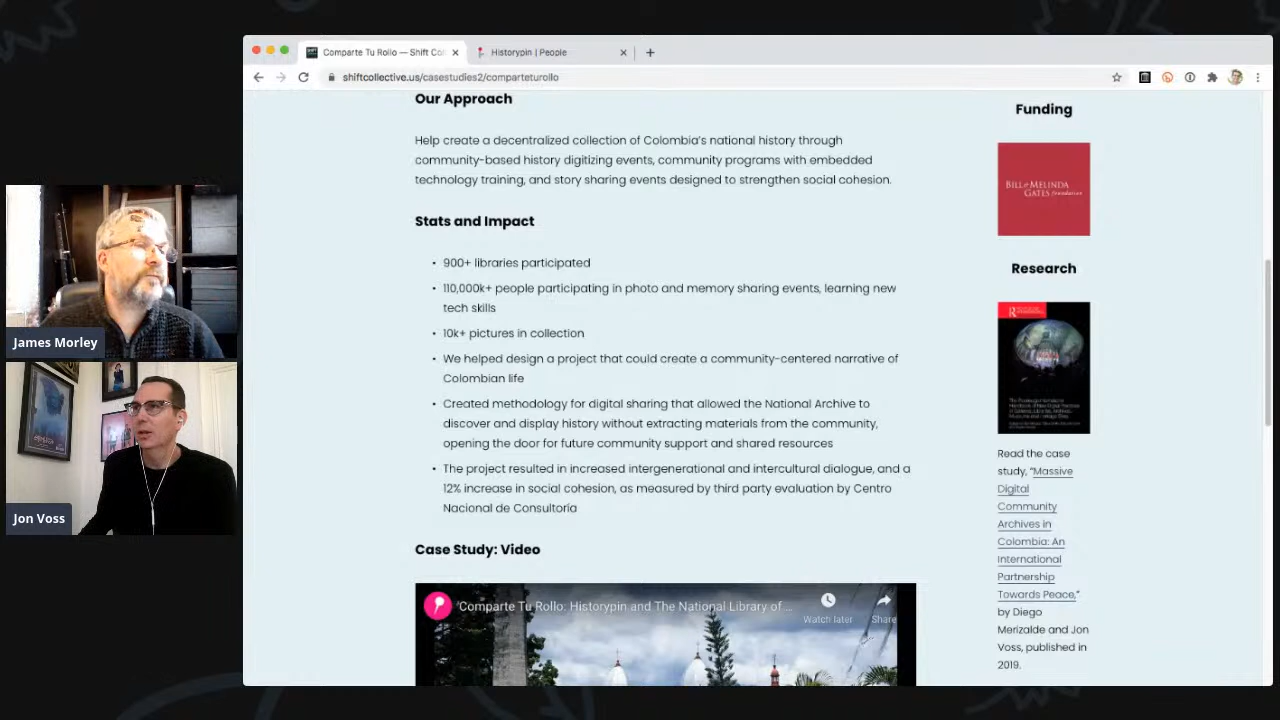 Comparte Tu Rollo — Shift Co
Historypin | People
shiftcollective.us/casestudies2/comparteturollo
Our Approach
Help create a decentralized collection of Colombia's national history through
community-based history digitizing events, community programs with embedded
technology training, and story sharing events designed to strengthen social cohesion.
Stats and Impact
• 900+ libraries participated
• 110,000k+ people participating in photo and memory sharing events, learning new
tech skills
• 10k+ pictures in collection
• We helped design a project that could create a community-centered narrative of
Colombian life
• Created methodology for digital sharing that allowed the National Archive to
discover and display history without extracting materials from the community,
opening the door for future community support and shared resources
• The project resulted in increased intergenerational and intercultural dialogue, and a
12% increase in social cohesion, as measured by third party evaluation by Centro
Nacional de Consultoría
Case Study: Video
'Comparte Tu Rollo: Historypin and The National Library of ...
Watch later
Share
Funding
BILL & MELINDA
GATES foundation
Research
Read the case
study, "Massive
Digital
Community
Archives in
Colombia: An
International
Partnership
Towards Peace,"
by Diego
Merizalde and Jon
Voss, published in
2019.
James Morley
Jon Voss